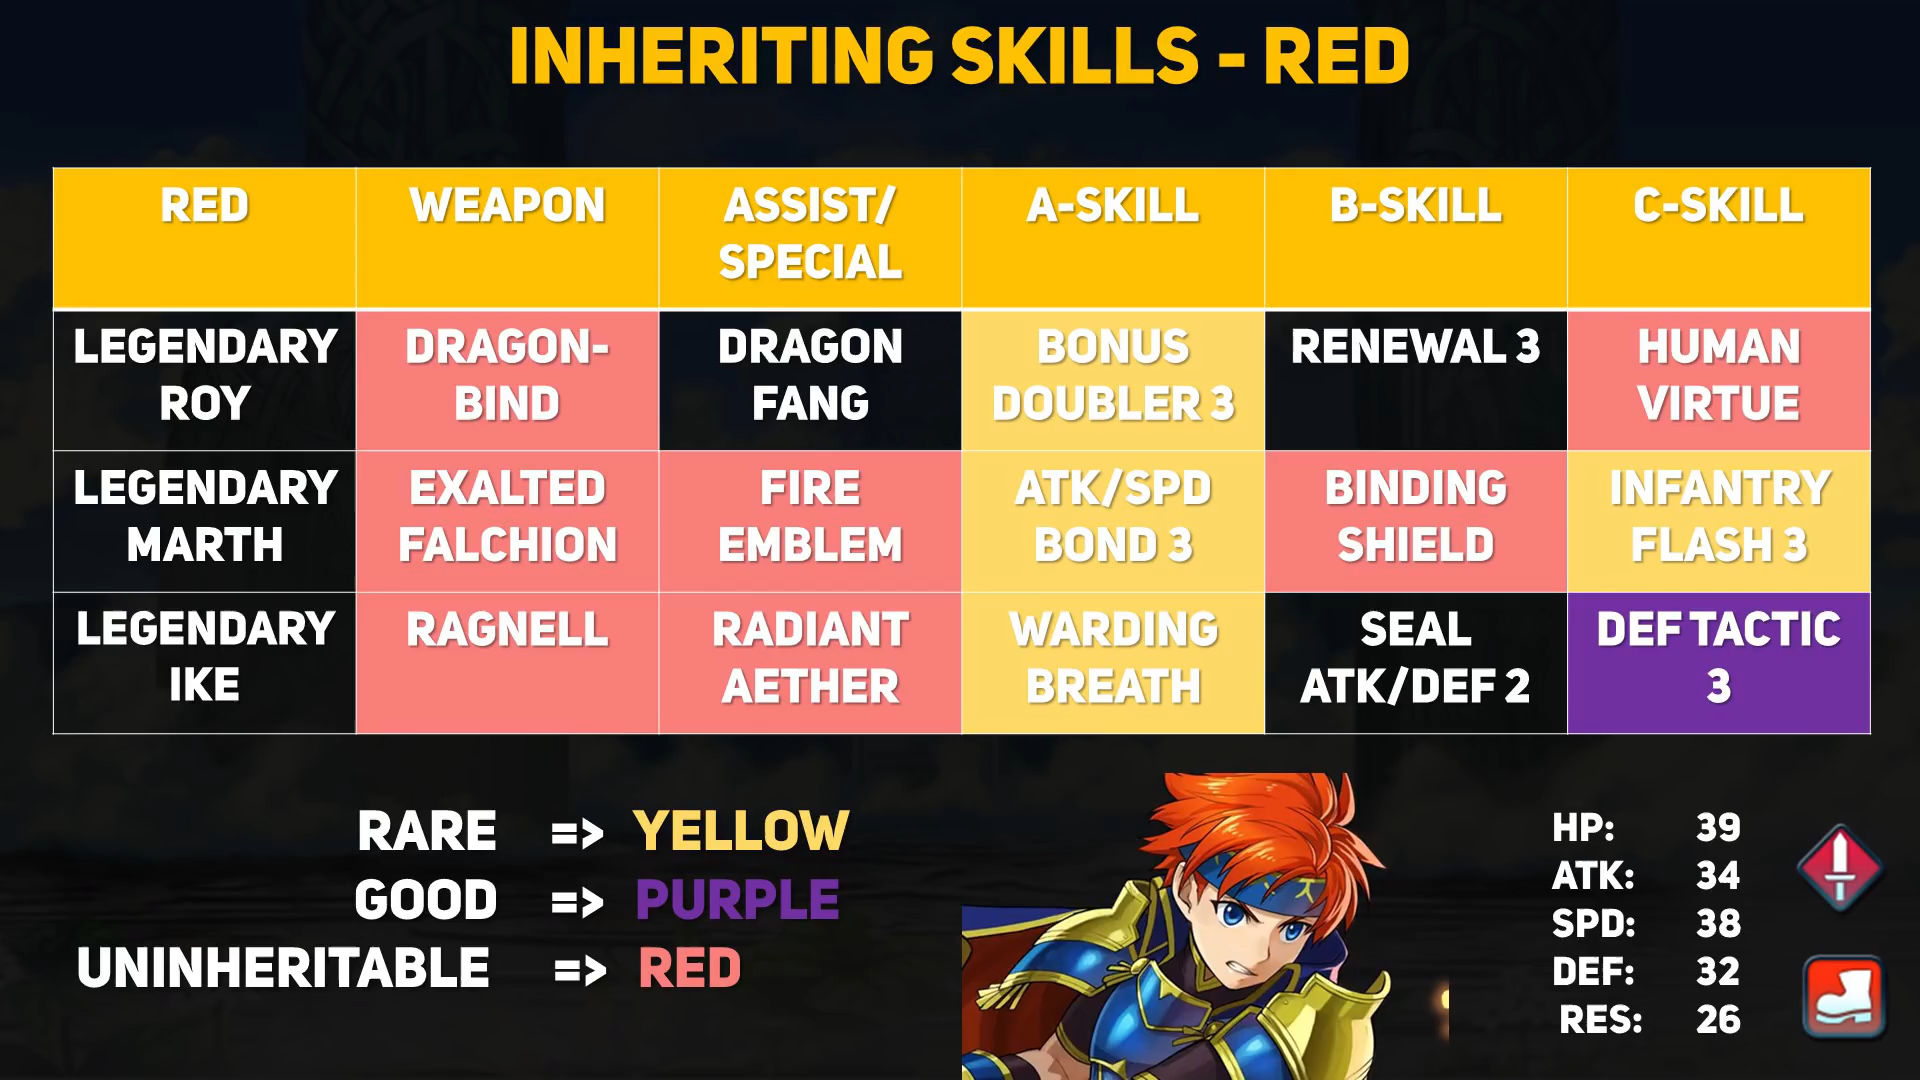 INHERITING SKILLS - RED
RED WEAPON ASSIST/ A-SKILL B-SKILL C-SKILL
SPECIAL
LEGENDARY DRAGON- DRAGON BONUS RENEWAL 3 HUMAN
ROY BIND FANG DOUBLER 3 VIRTUE
LEGENDARY EXALTED FIRE ATK/SPD BINDING INFANTRY
MARTH FALCHION EMBLEM BOND 3 SHIELD FLASH 3
LEGENDARY RAGNELL RADIANT WARDING SEAL DEF TACTIC
IKE AETHER BREATH ATK/DEF 2 3
RARE => YELLOW
GOOD => PURPLE
UNINHERITABLE => RED
HP: 39
ATK: 34
SPD: 38
DEF: 32
RES: 26